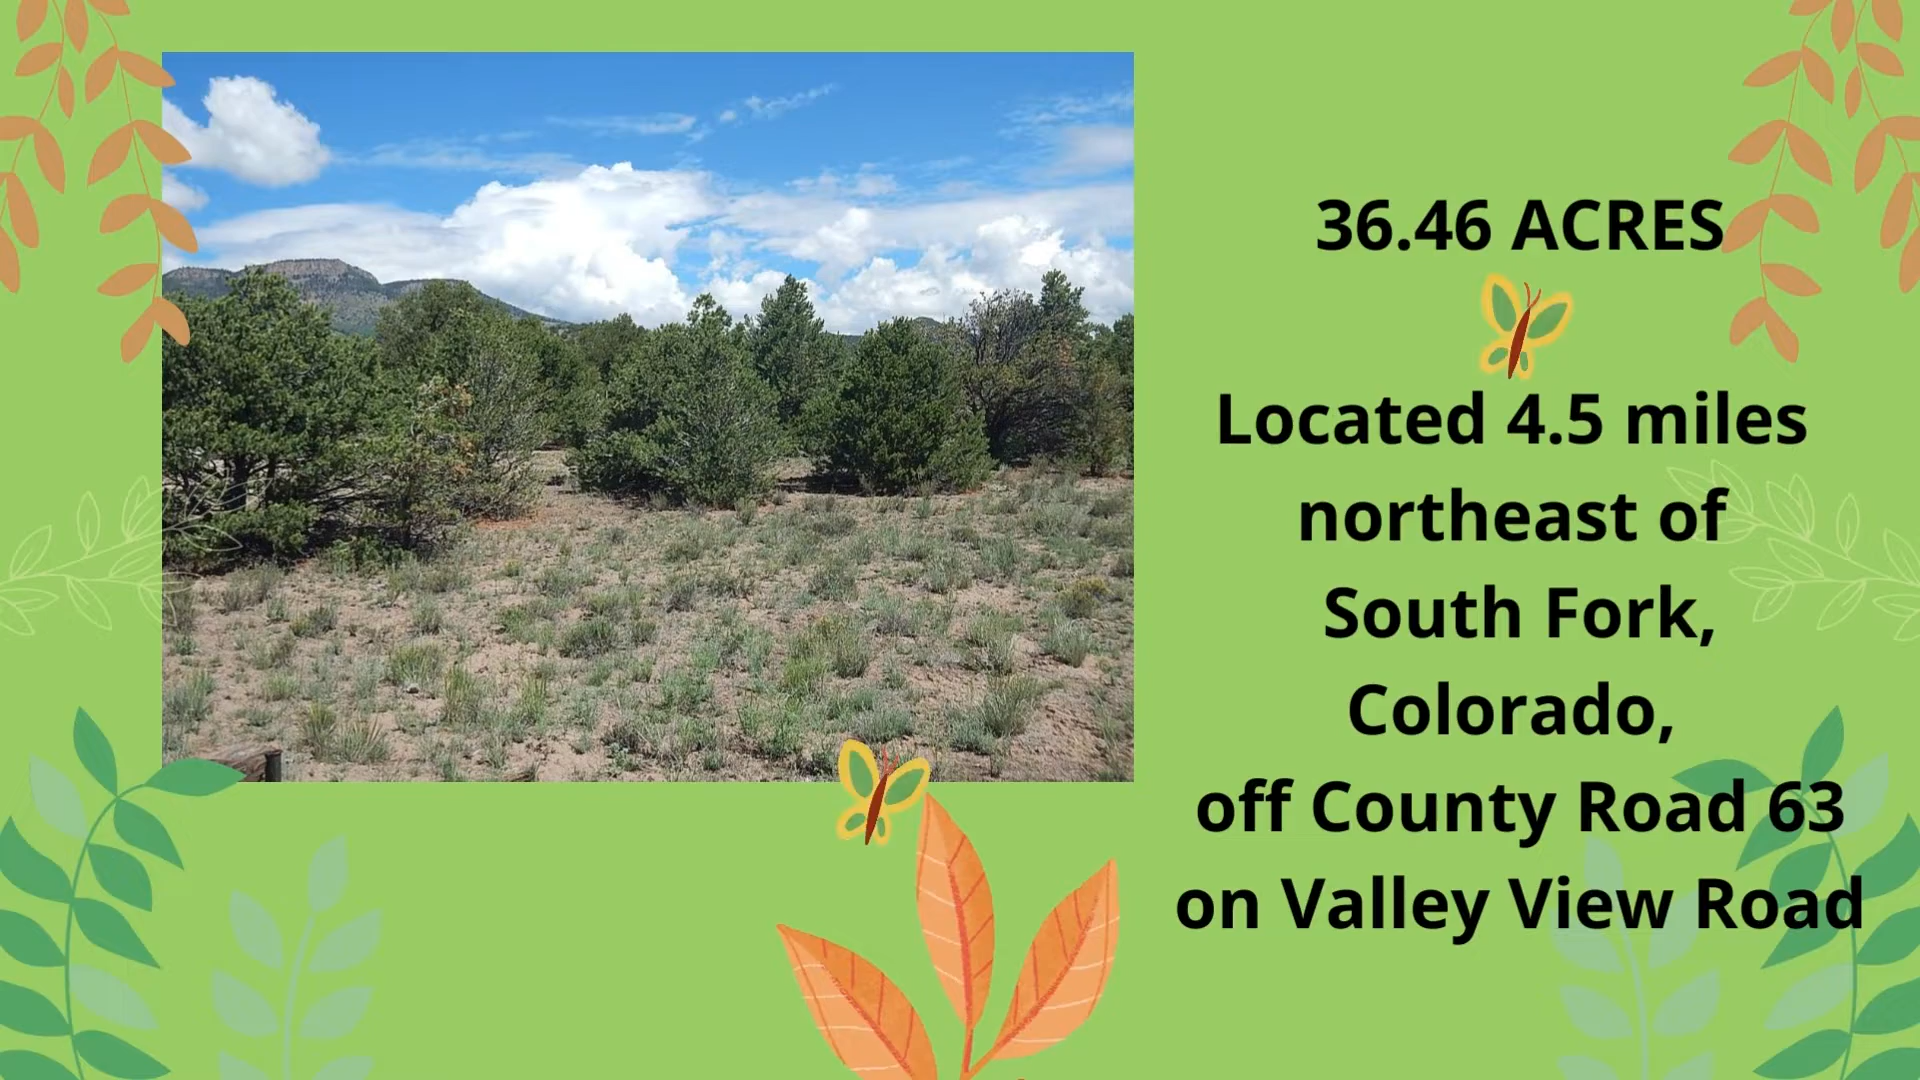 36.46 ACRES
Located 4.5 miles
northeast of
South Fork,
Colorado,
off County Road 63
on Valley View Road